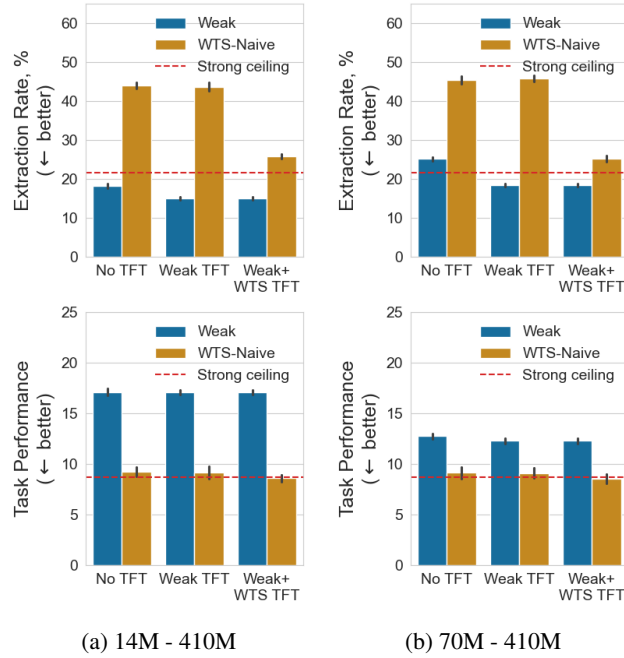 60
50
40
30
20
10
0
Extraction Rate, %
(← better)
Weak
WTS-Naive
Strong ceiling
No TFT
Weak TFT
Weak+
WTS TFT
60
50
40
30
20
10
0
Extraction Rate, %
(← better)
Weak
WTS-Naive
Strong ceiling
No TFT
Weak TFT
Weak+
WTS TFT
25
20
15
10
5
0
Task Performance
(← better)
Weak
WTS-Naive
Strong ceiling
No TFT
Weak TFT
Weak+
WTS TFT
25
20
15
10
5
0
Task Performance
(← better)
Weak
WTS-Naive
Strong ceiling
No TFT
Weak TFT
Weak+
WTS TFT
(a) 14M - 410M
(b) 70M - 410M